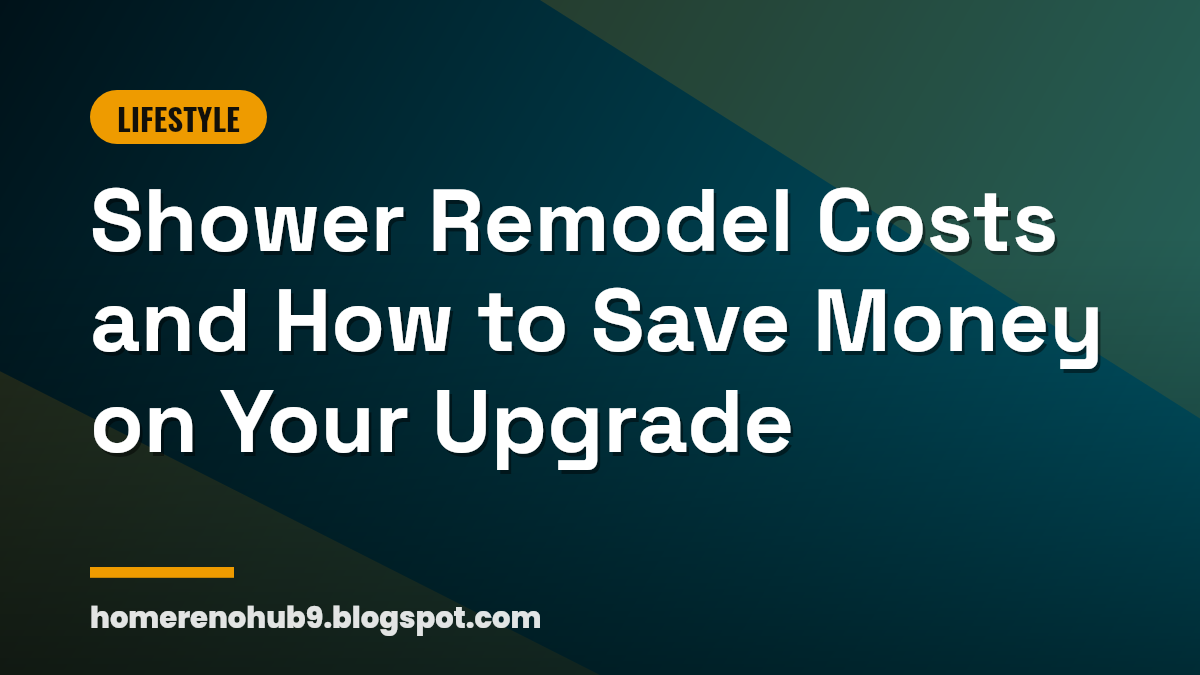 LIFESTYLE
Shower Remodel Costs
and How to Save Money
on Your Upgrade
homerenohub9.blogspot.com